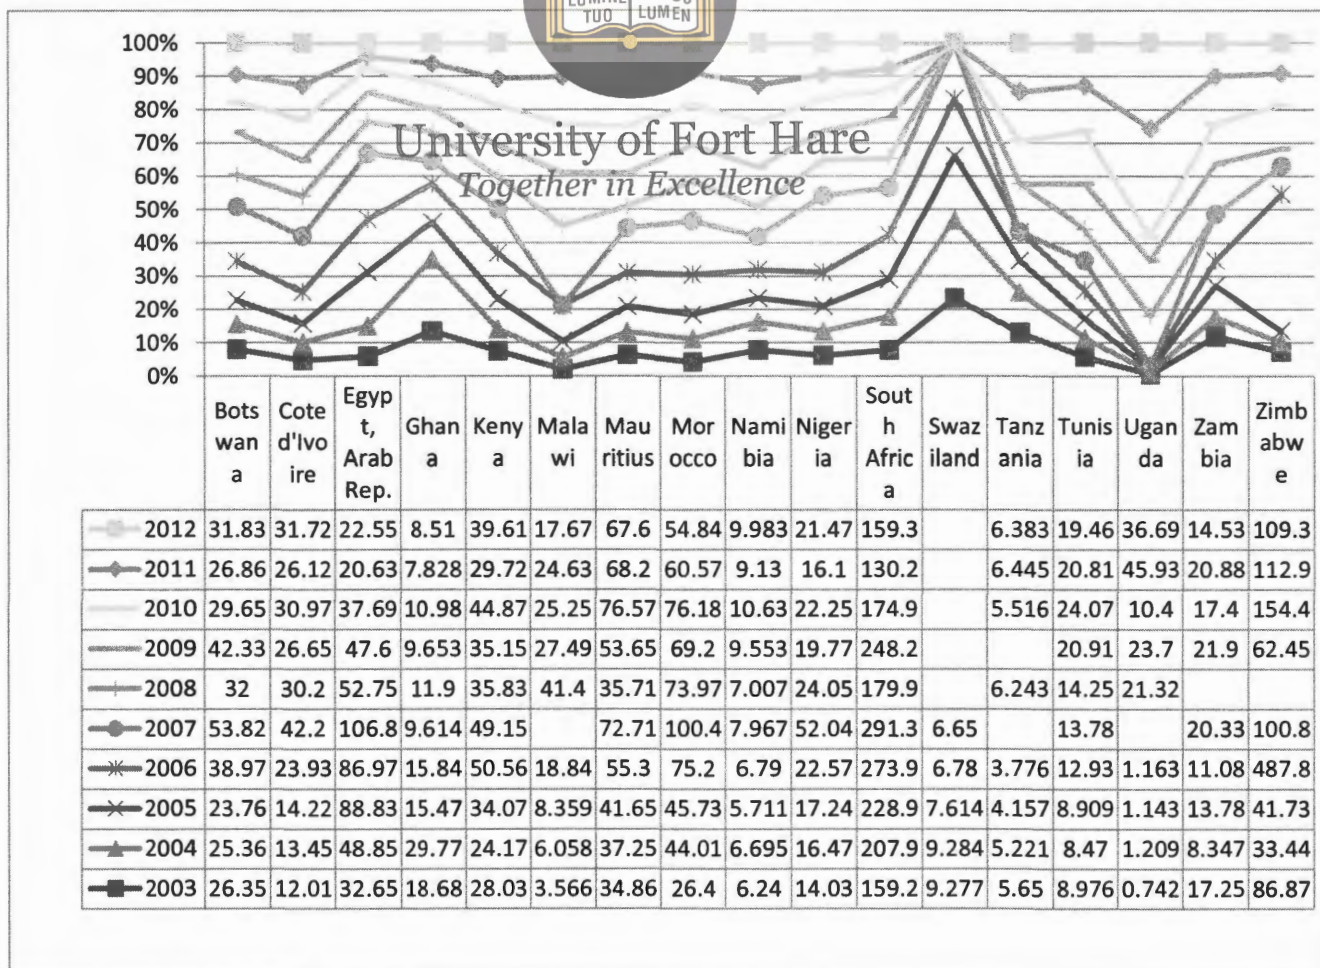 LUMINE
TUO LUMEN
100%
90%
80%
70%
60%
50%
40%
30%
20%
10%
0%
University of Fort Hare
Together in Excellence
Bots wan a | Cote d'Ivo ire | Egyp t, Arab Rep. | Ghan a | Keny a | Mala wi | Mau ritius | Mor occo | Nami bia | Niger ia | Sout h Afric a | Swaz iland | Tanz ania | Tunis ia | Ugan da | Zam bia | Zimb abw e
2012 31.83 31.72 22.55 8.51 39.61 17.67 67.6 54.84 9.983 21.47 159.3 6.383 19.46 36.69 14.53 109.3
2011 26.86 26.12 20.63 7.828 29.72 24.63 68.2 60.57 9.13 16.1 130.2 6.445 20.81 45.93 20.88 112.9
2010 29.65 30.97 37.69 10.98 44.87 25.25 76.57 76.18 10.63 22.25 174.9 5.516 24.07 10.4 17.4 154.4
2009 42.33 26.65 47.6 9.653 35.15 27.49 53.65 69.2 9.553 19.77 248.2 20.91 23.7 21.9 62.45
2008 32 30.2 52.75 11.9 35.83 41.4 35.71 73.97 7.007 24.05 179.9 6.243 14.25 21.32
2007 53.82 42.2 106.8 9.614 49.15 72.71 100.4 7.967 52.04 291.3 6.65 13.78 20.33 100.8
2006 38.97 23.93 86.97 15.84 50.56 18.84 55.3 75.2 6.79 22.57 273.9 6.78 3.776 12.93 1.163 11.08 487.8
2005 23.76 14.22 88.83 15.47 34.07 8.359 41.65 45.73 5.711 17.24 228.9 7.614 4.157 8.909 1.143 13.78 41.73
2004 25.36 13.45 48.85 29.77 24.17 6.058 37.25 44.01 6.695 16.47 207.9 9.284 5.221 8.47 1.209 8.347 33.44
2003 26.35 12.01 32.65 18.68 28.03 3.566 34.86 26.4 6.24 14.03 159.2 9.277 5.65 8.976 0.742 17.25 86.87